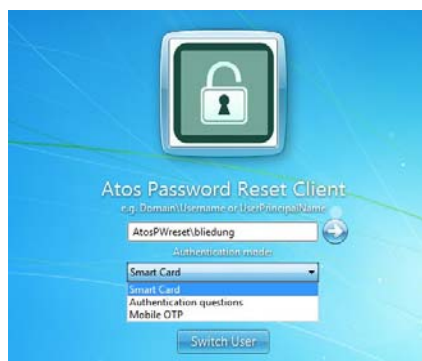 Atos Password Reset Client
e.g. Domain\Username or UserPrincipalName
AtosPWreset\bliedung
Authentication mode:
Smart Card
Smart Card
Authentication questions
Mobile OTP
Switch User